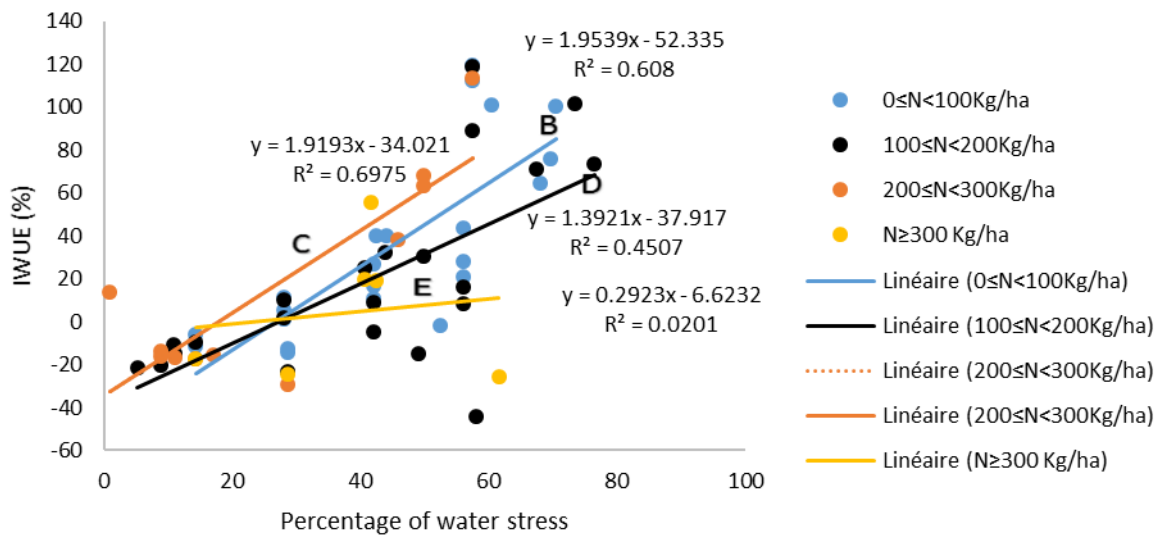 140
120
100
80
60
40
20
0
-20
-40
-60
IWUE (%)
y = 1.9539x - 52.335
R² = 0.608
y = 1.9193x - 34.021
R² = 0.6975
y = 1.3921x - 37.917
R² = 0.4507
y = 0.2923x - 6.6232
R² = 0.0201
B
C
D
E
0 20 40 60 80 100
Percentage of water stress
0≤N<100Kg/ha
100≤N<200Kg/ha
200≤N<300Kg/ha
N≥300 Kg/ha
Linéaire (0≤N<100Kg/ha)
Linéaire (100≤N<200Kg/ha)
Linéaire (200≤N<300Kg/ha)
Linéaire (200≤N<300Kg/ha)
Linéaire (N≥300 Kg/ha)